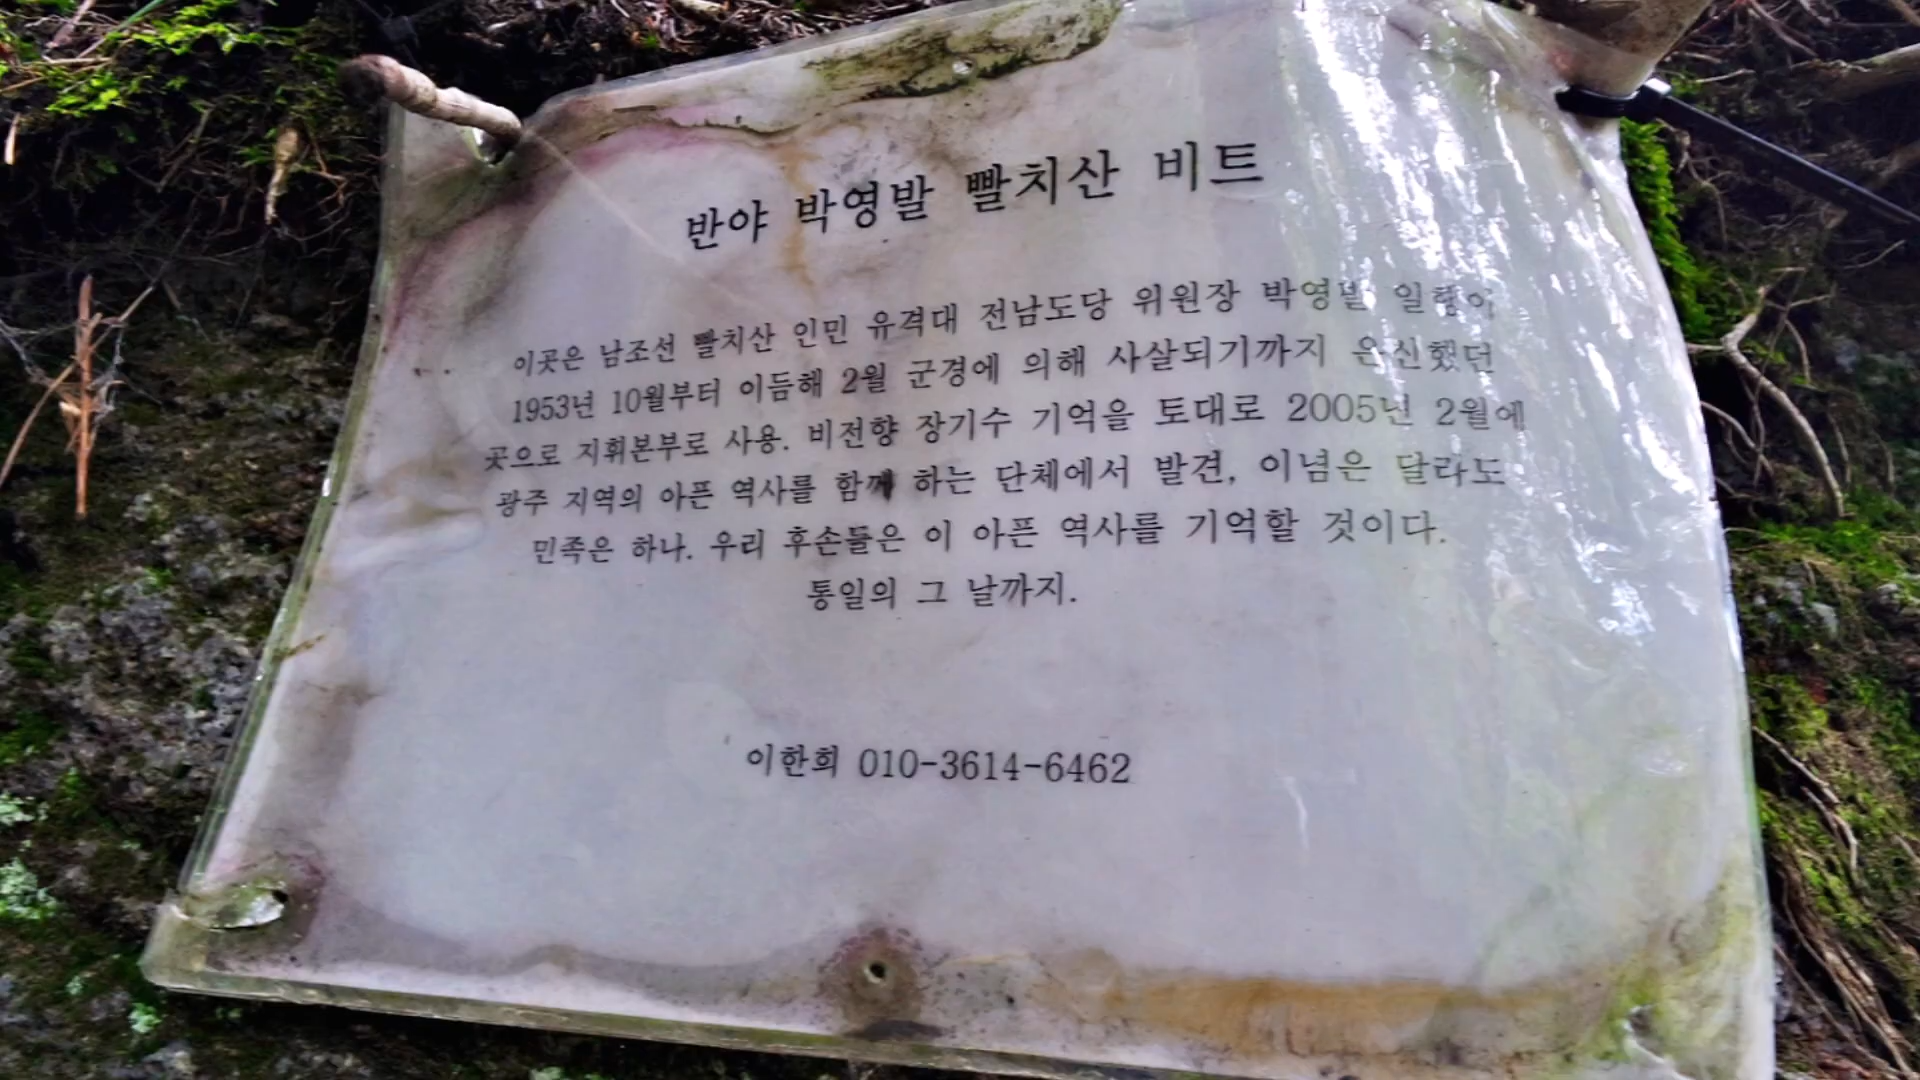 반야 박영발 빨치산 비트
이곳은 남조선 빨치산 인민 유격대 전남도당 위원장 박영발 일행이
1953년 10월부터 이듬해 2월 군경에 의해 사살되기까지 은신했던
곳으로 지휘본부로 사용. 비전향 장기수 기억을 토대로 2005년 2월에
광주 지역의 아픈 역사를 함께 하는 단체에서 발견, 이념은 달라도
민족은 하나. 우리 후손들은 이 아픈 역사를 기억할 것이다.
통일의 그 날까지.
이한희 010-3614-6462